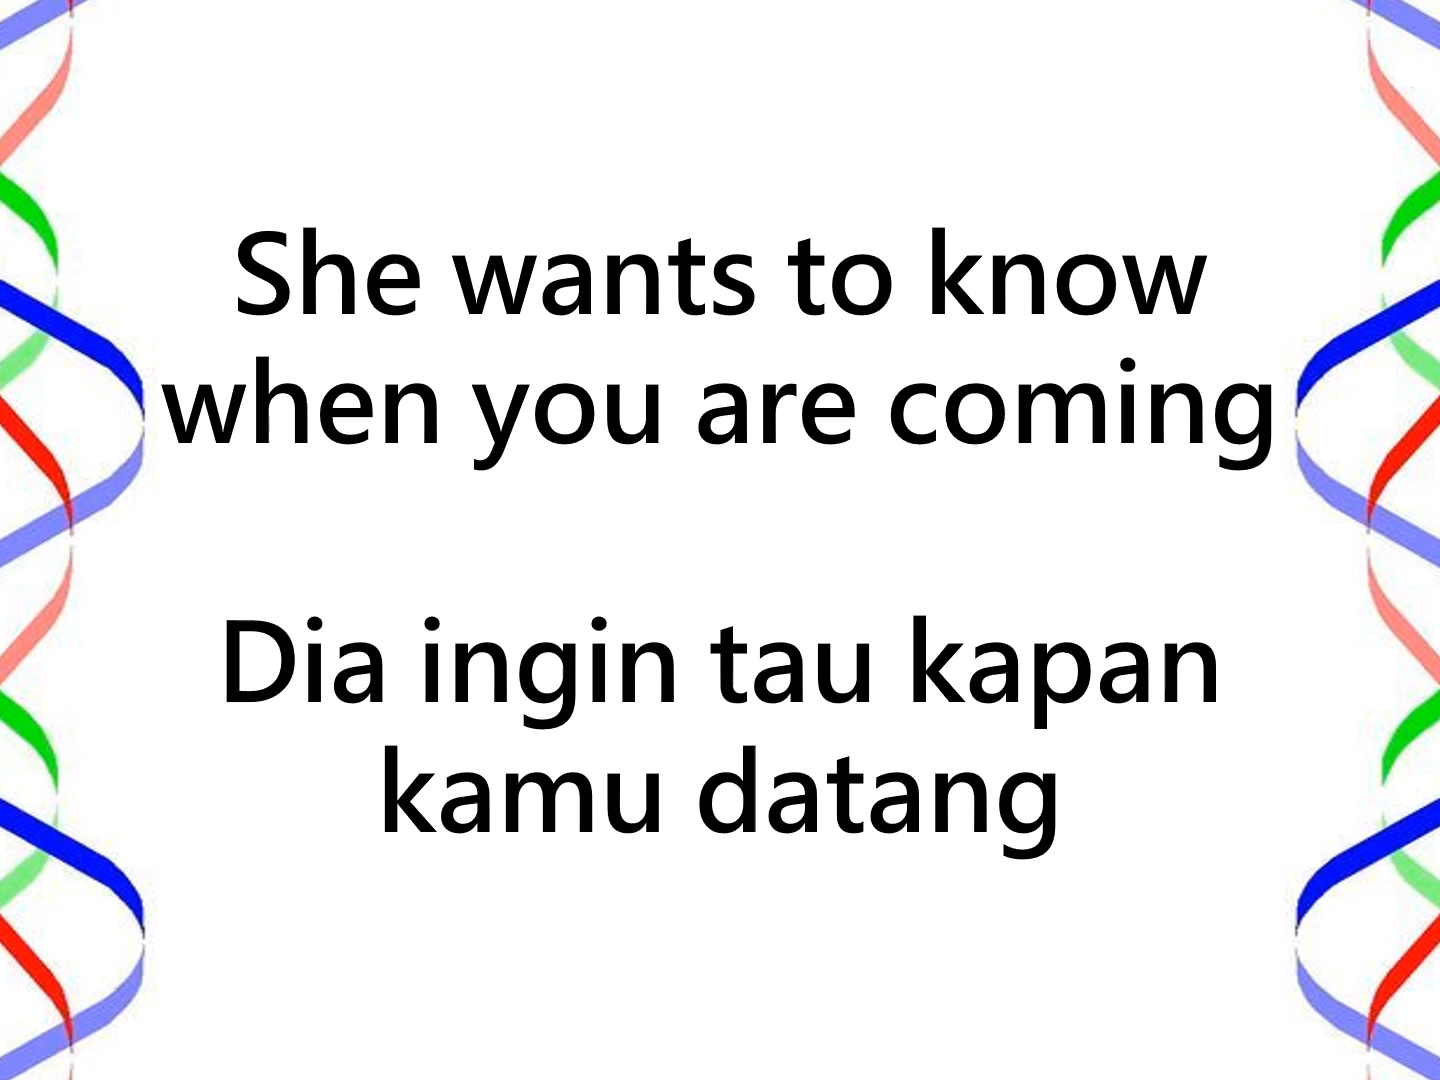 She wants to know
when you are coming
Dia ingin tau kapan
kamu datang